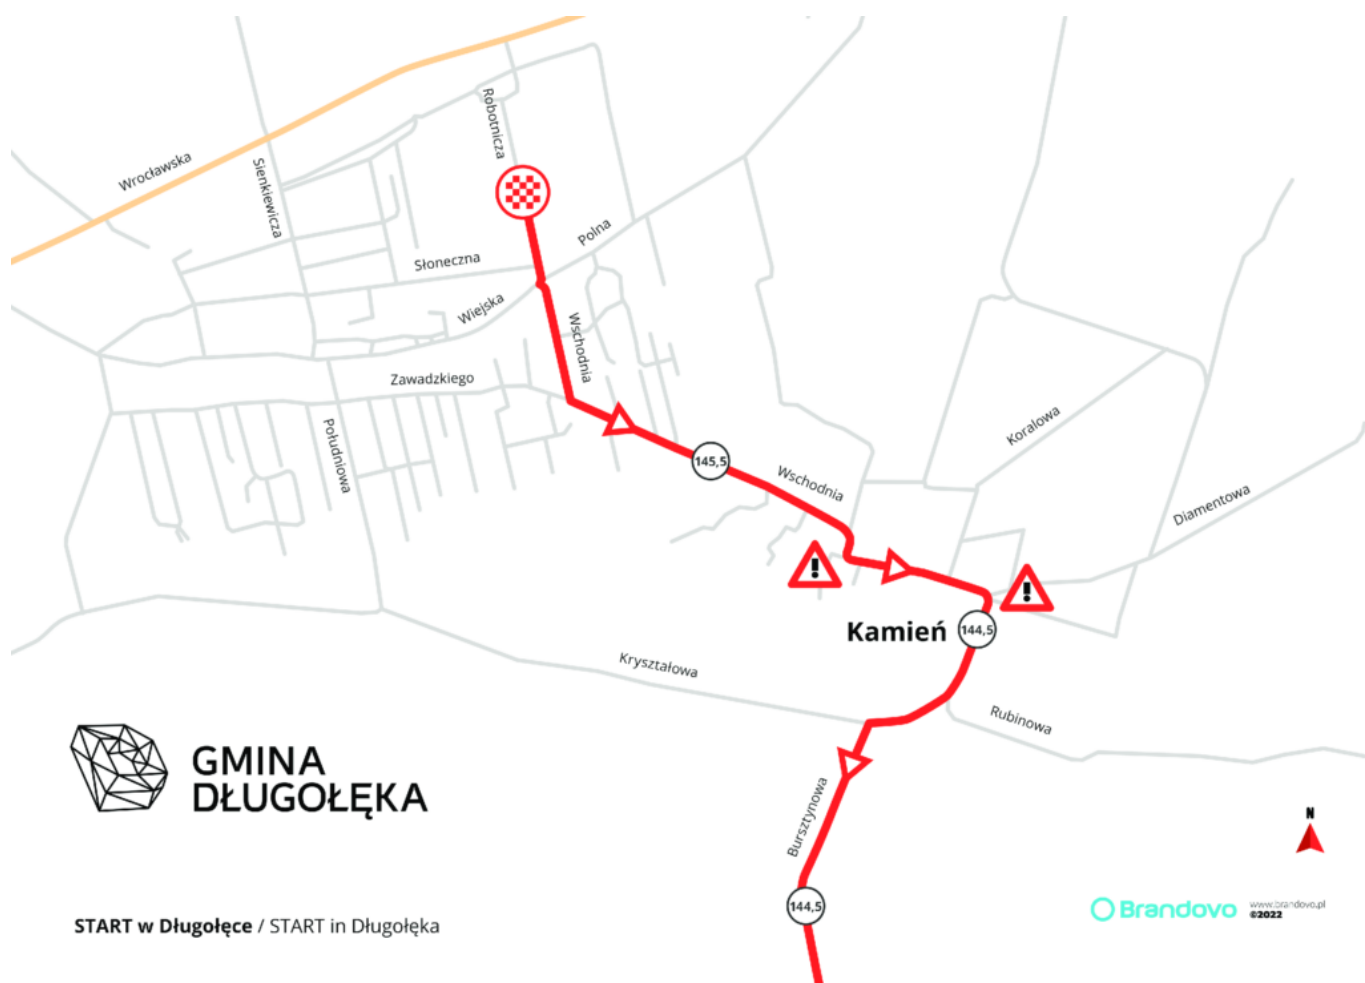 Wrocławska
Sienkiewicza
Robotnicza
Polna
Słoneczna
Wiejska
Wschodnia
Zawadzkiego
Południowa
145,5
Wschodnia
Koralowa
Diamentowa
!
!
Kamień
144,5
Kryształowa
Rubinowa
GMINA
DŁUGOŁĘKA
Bursztynowa
N
144,5
Brandovo
www.brandovo.pl
©2022
START w Długołęce / START in Długołęka